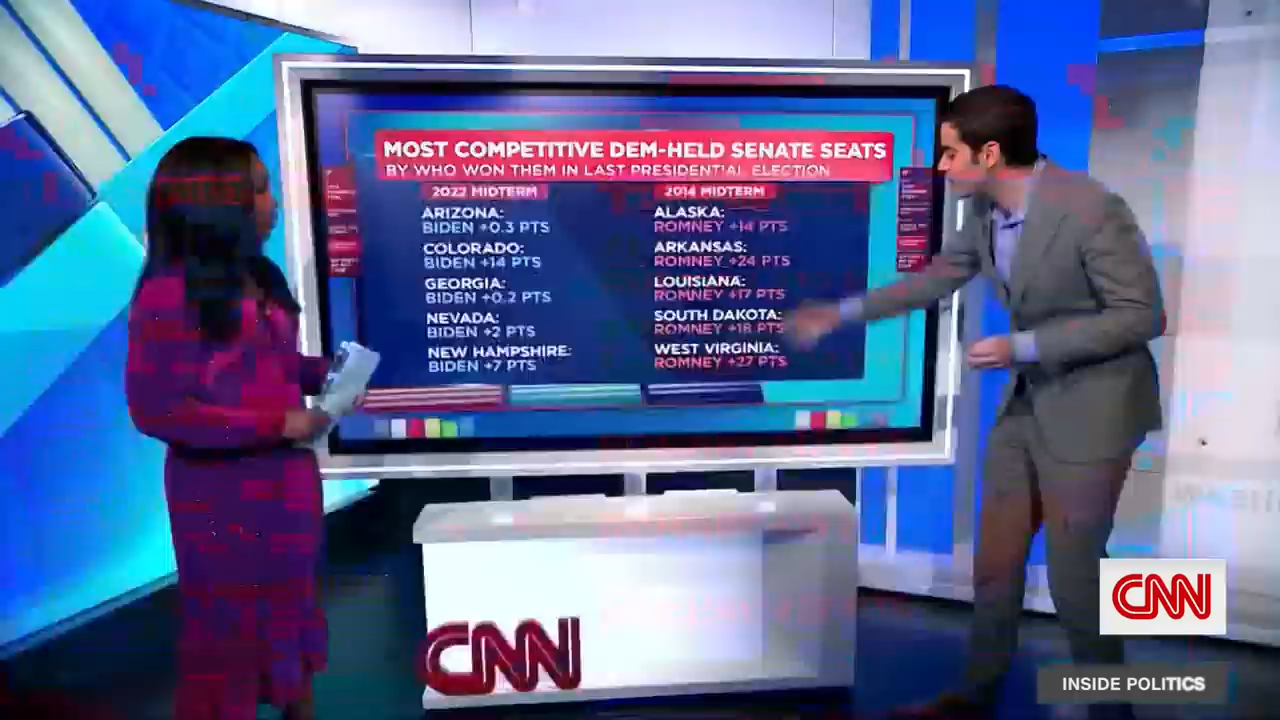 MOST COMPETITIVE DEM-HELD SENATE SEATS
BY WHO WON THEM IN LAST PRESIDENTIAL ELECTION
2022 MIDTERM
ARIZONA:
BIDEN +0.3 PTS
COLORADO:
BIDEN +14 PTS
GEORGIA:
BIDEN +0.2 PTS
NEVADA:
BIDEN +2 PTS
NEW HAMPSHIRE:
BIDEN +7 PTS
2014 MIDTERM
ALASKA:
ROMNEY +14 PTS
ARKANSAS:
ROMNEY +24 PTS
LOUISIANA:
ROMNEY +17 PTS
SOUTH DAKOTA:
ROMNEY +18 PTS
WEST VIRGINIA:
ROMNEY +27 PTS
CNN
CNN
INSIDE POLITICS